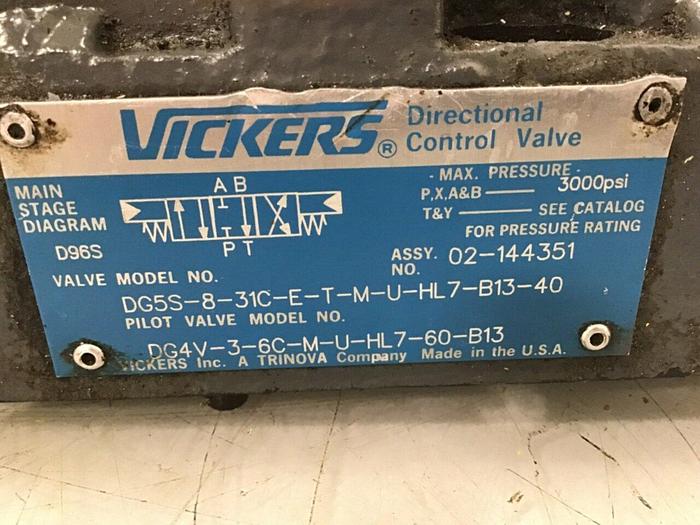 VICKERS ® Directional
Control Valve
MAIN
STAGE
DIAGRAM
D96S
A B
P T
- MAX. PRESSURE -
P,X,A&B — 3000psi
T&Y — SEE CATALOG
FOR PRESSURE RATING
ASSY. NO. 02-144351
VALVE MODEL NO.
DG5S-8-31C-E-T-M-U-HL7-B13-40
PILOT VALVE MODEL NO.
DG4V-3-6C-M-U-HL7-60-B13
VICKERS Inc. A TRINOVA Company Made in the U.S.A.